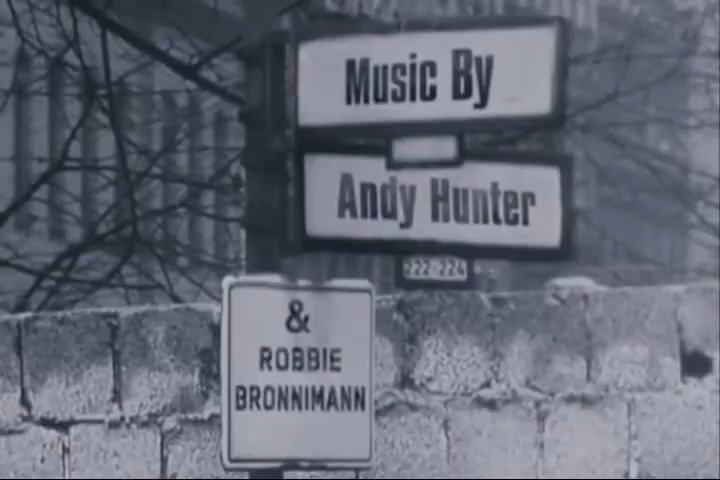 Music By
Andy Hunter
222-224
&
ROBBIE
BRONNIMANN